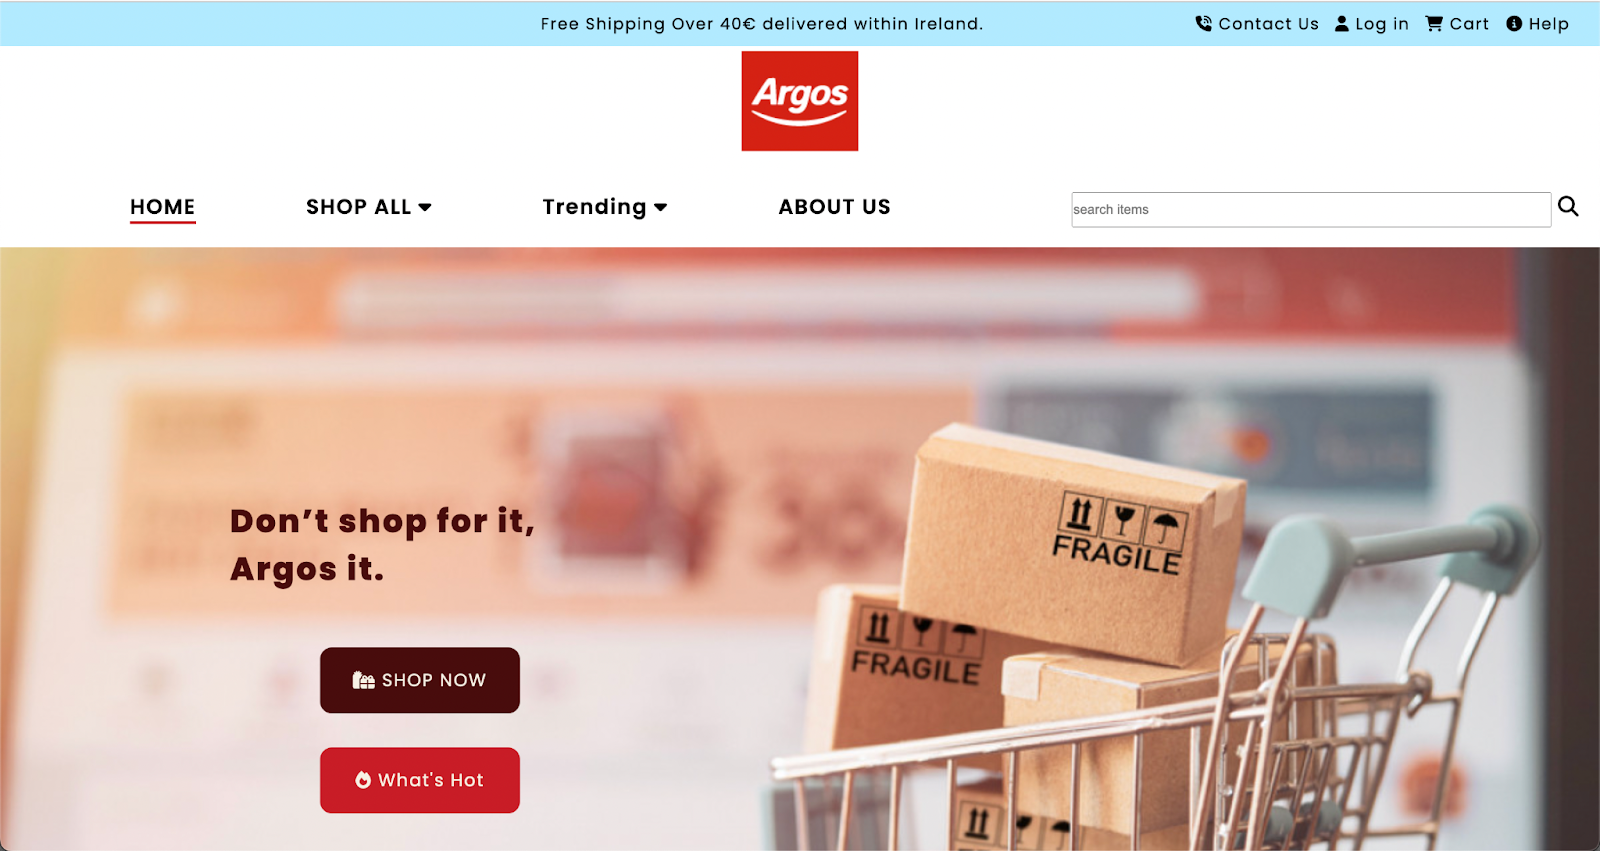 Free Shipping Over 40€ delivered within Ireland.
Contact Us Log in Cart Help
Argos
HOME SHOP ALL Trending ABOUT US
search items
Don’t shop for it,
Argos it.
FRAGILE
FRAGILE
SHOP NOW
What's Hot